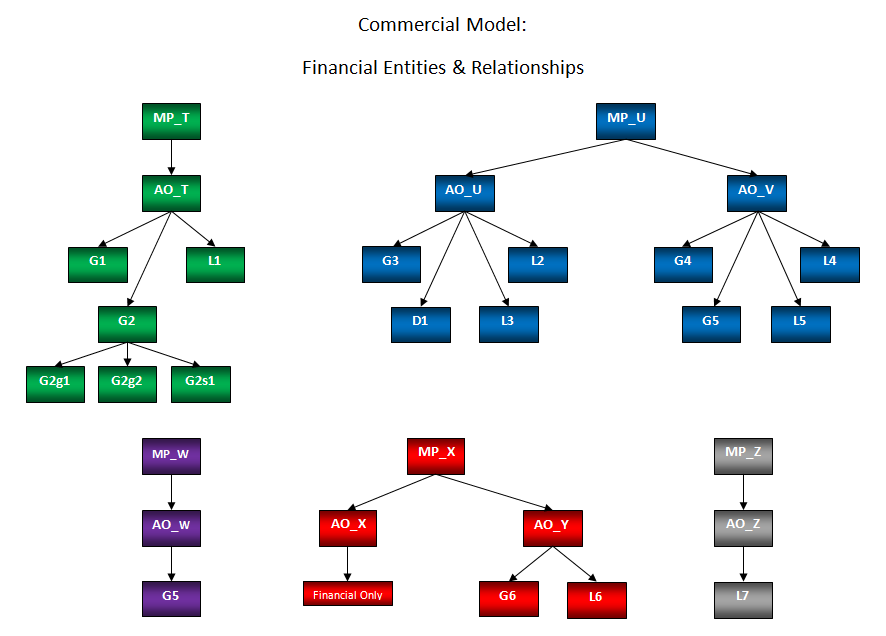 Commercial Model:
Financial Entities & Relationships
MP_T
MP_U
AO_T
AO_U
AO_V
G1
L1
G3
L2
G4
L4
G2
D1
L3
G5
L5
G2g1
G2g2
G2s1
MP_W
MP_X
MP_Z
AO_W
AO_X
AO_Y
AO_Z
G5
Financial Only
G6
L6
L7